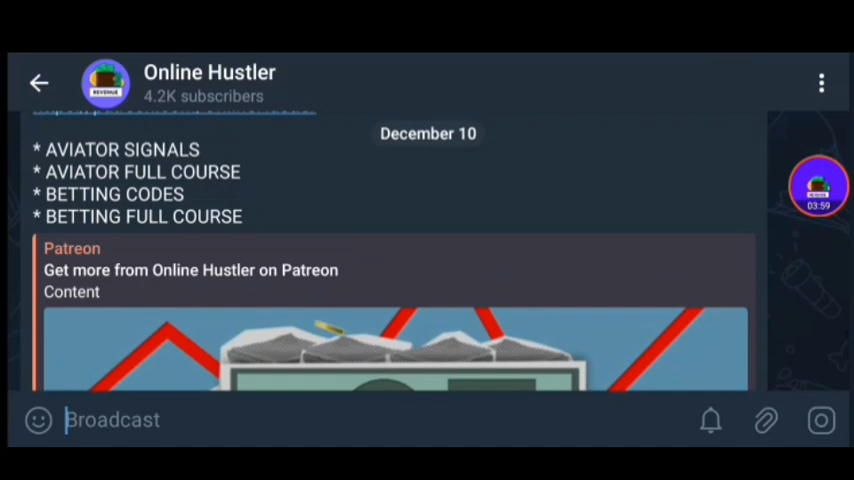 Online Hustler
4.2K subscribers
REVENUE
December 10
* AVIATOR SIGNALS
* AVIATOR FULL COURSE
* BETTING CODES
* BETTING FULL COURSE
03:59
Patreon
Get more from Online Hustler on Patreon
Content
Broadcast